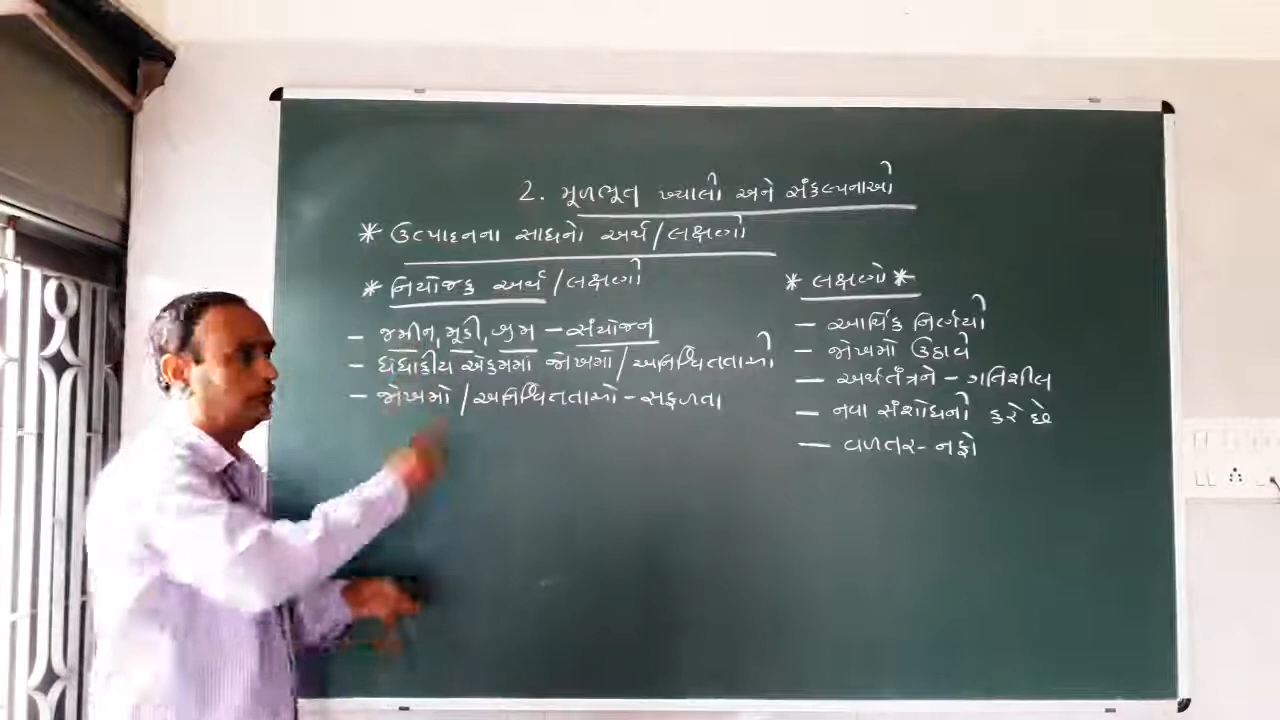 2. મૂળભૂત ખ્યાલો અને સંકલ્પનાઓ
* ઉત્પાદનના સાધનો અર્થ/લક્ષણો
* નિયોજક અર્થ/લક્ષણો
– જમીન, મૂડી, શ્રમ – સંયોજન
– ધંધાકીય એકમમાં જોખમો/અનિશ્ચિતતાઓ
– જોખમો/અનિશ્ચિતતાઓ – સફળતા
* લક્ષણો *
– આર્થિક નિર્ણયો
– જોખમો ઉઠાવે
– અર્થતંત્રને – ગતિશીલ
– નવા સંશોધનો કરે છે
– વળતર – નફો